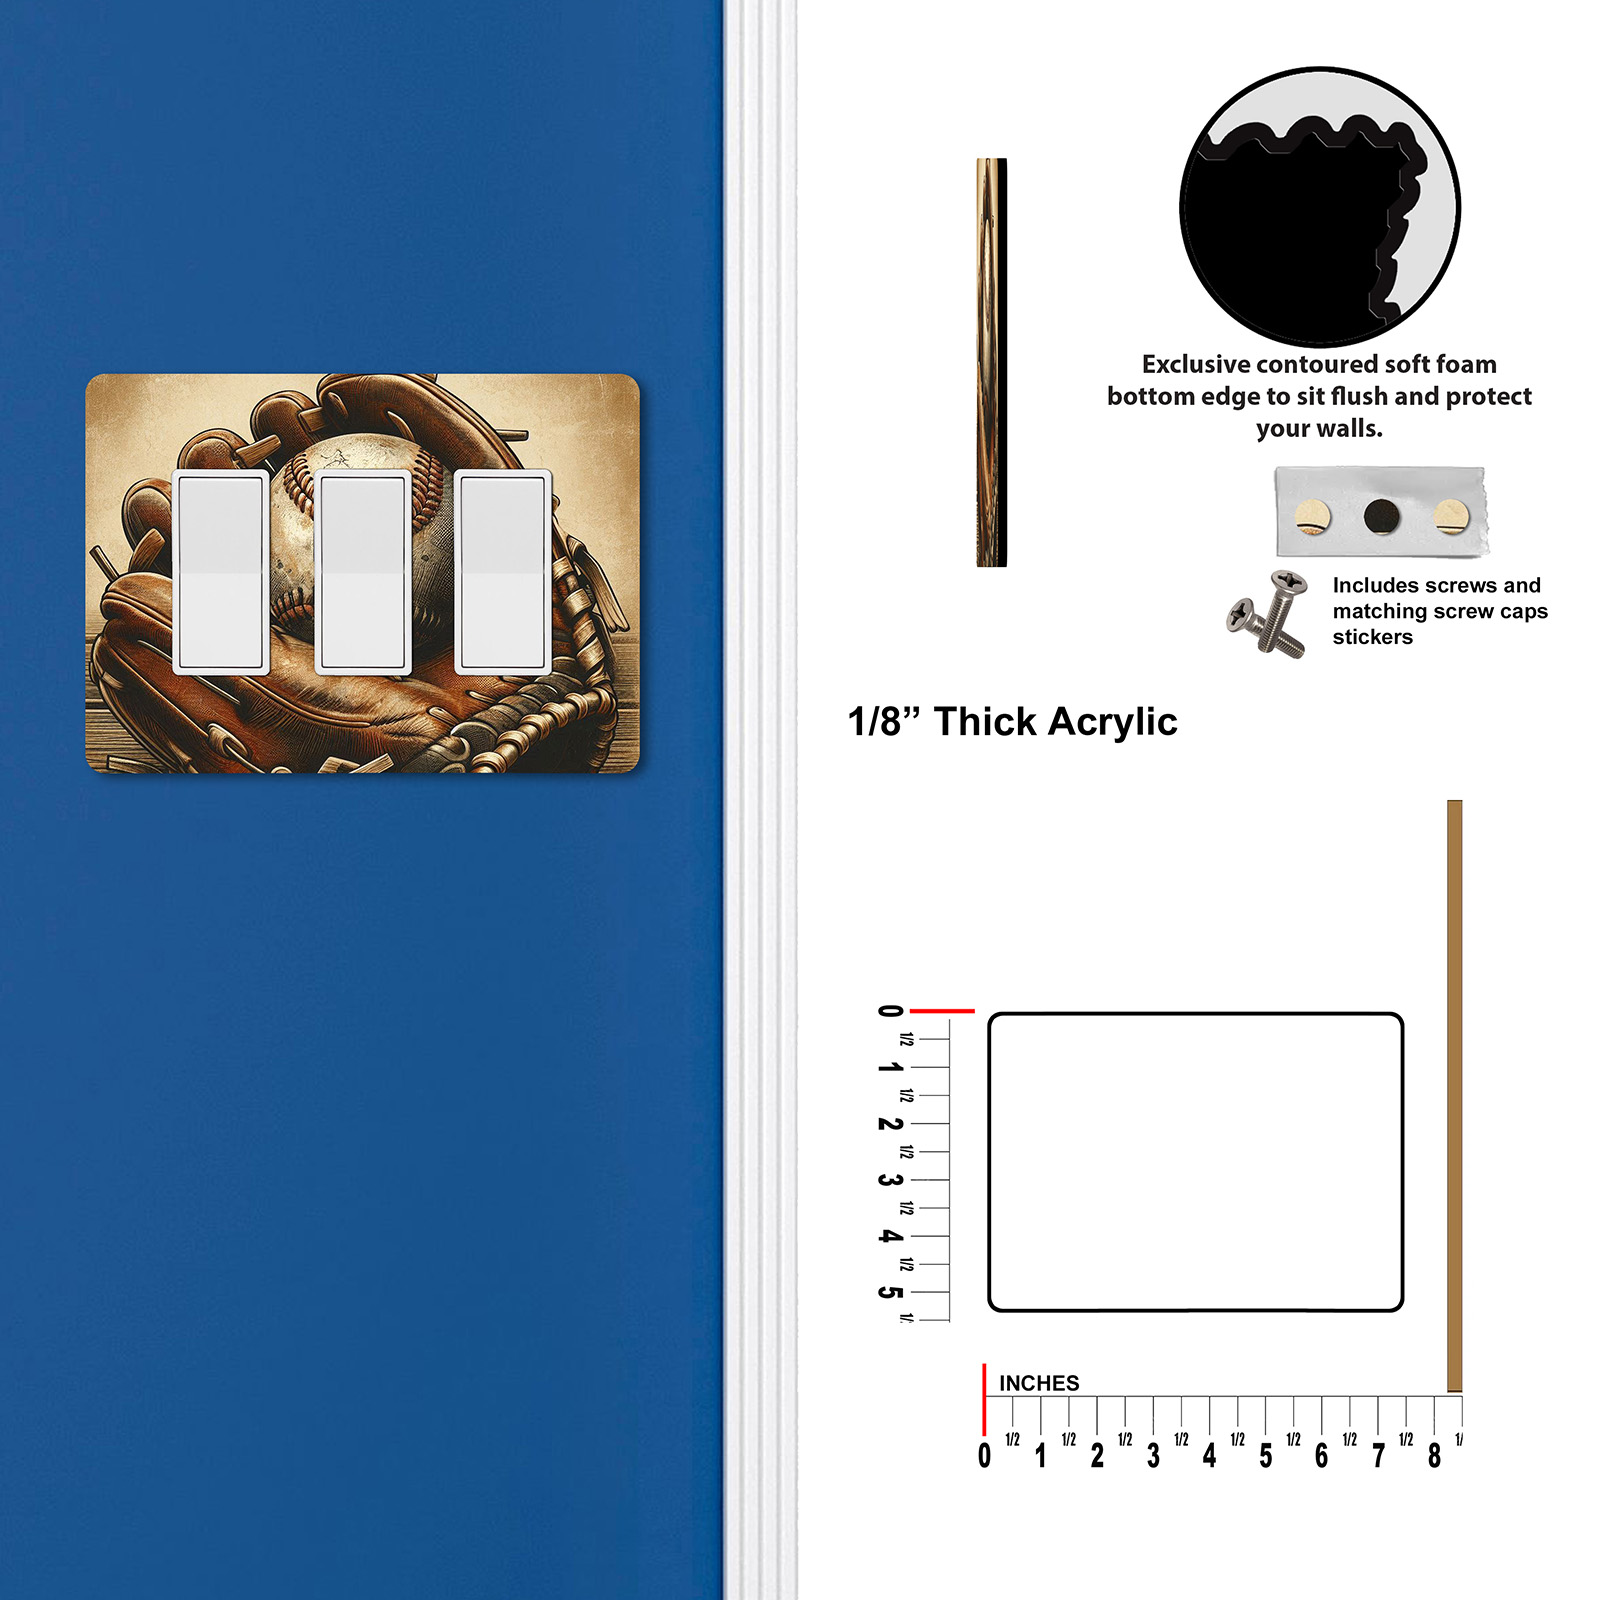 Exclusive contoured soft foam
bottom edge to sit flush and protect
your walls.
Includes screws and
matching screw caps
stickers
1/8” Thick Acrylic
0
1/2
1
1/2
2
1/2
3
1/2
4
1/2
5
1/
INCHES
1/2 1/2 1/2 1/2 1/2 1/2 1/2 1/2 1/
0 1 2 3 4 5 6 7 8